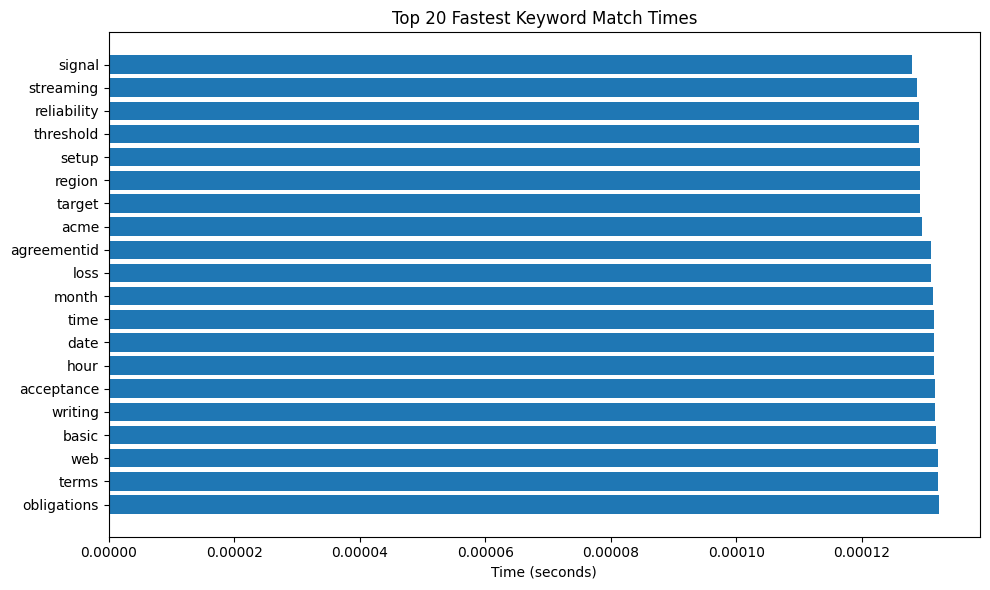 Top 20 Fastest Keyword Match Times
signal
streaming
reliability
threshold
setup
region
target
acme
agreementid
loss
month
time
date
hour
acceptance
writing
basic
web
terms
obligations
0.00000 0.00002 0.00004 0.00006 0.00008 0.00010 0.00012
Time (seconds)